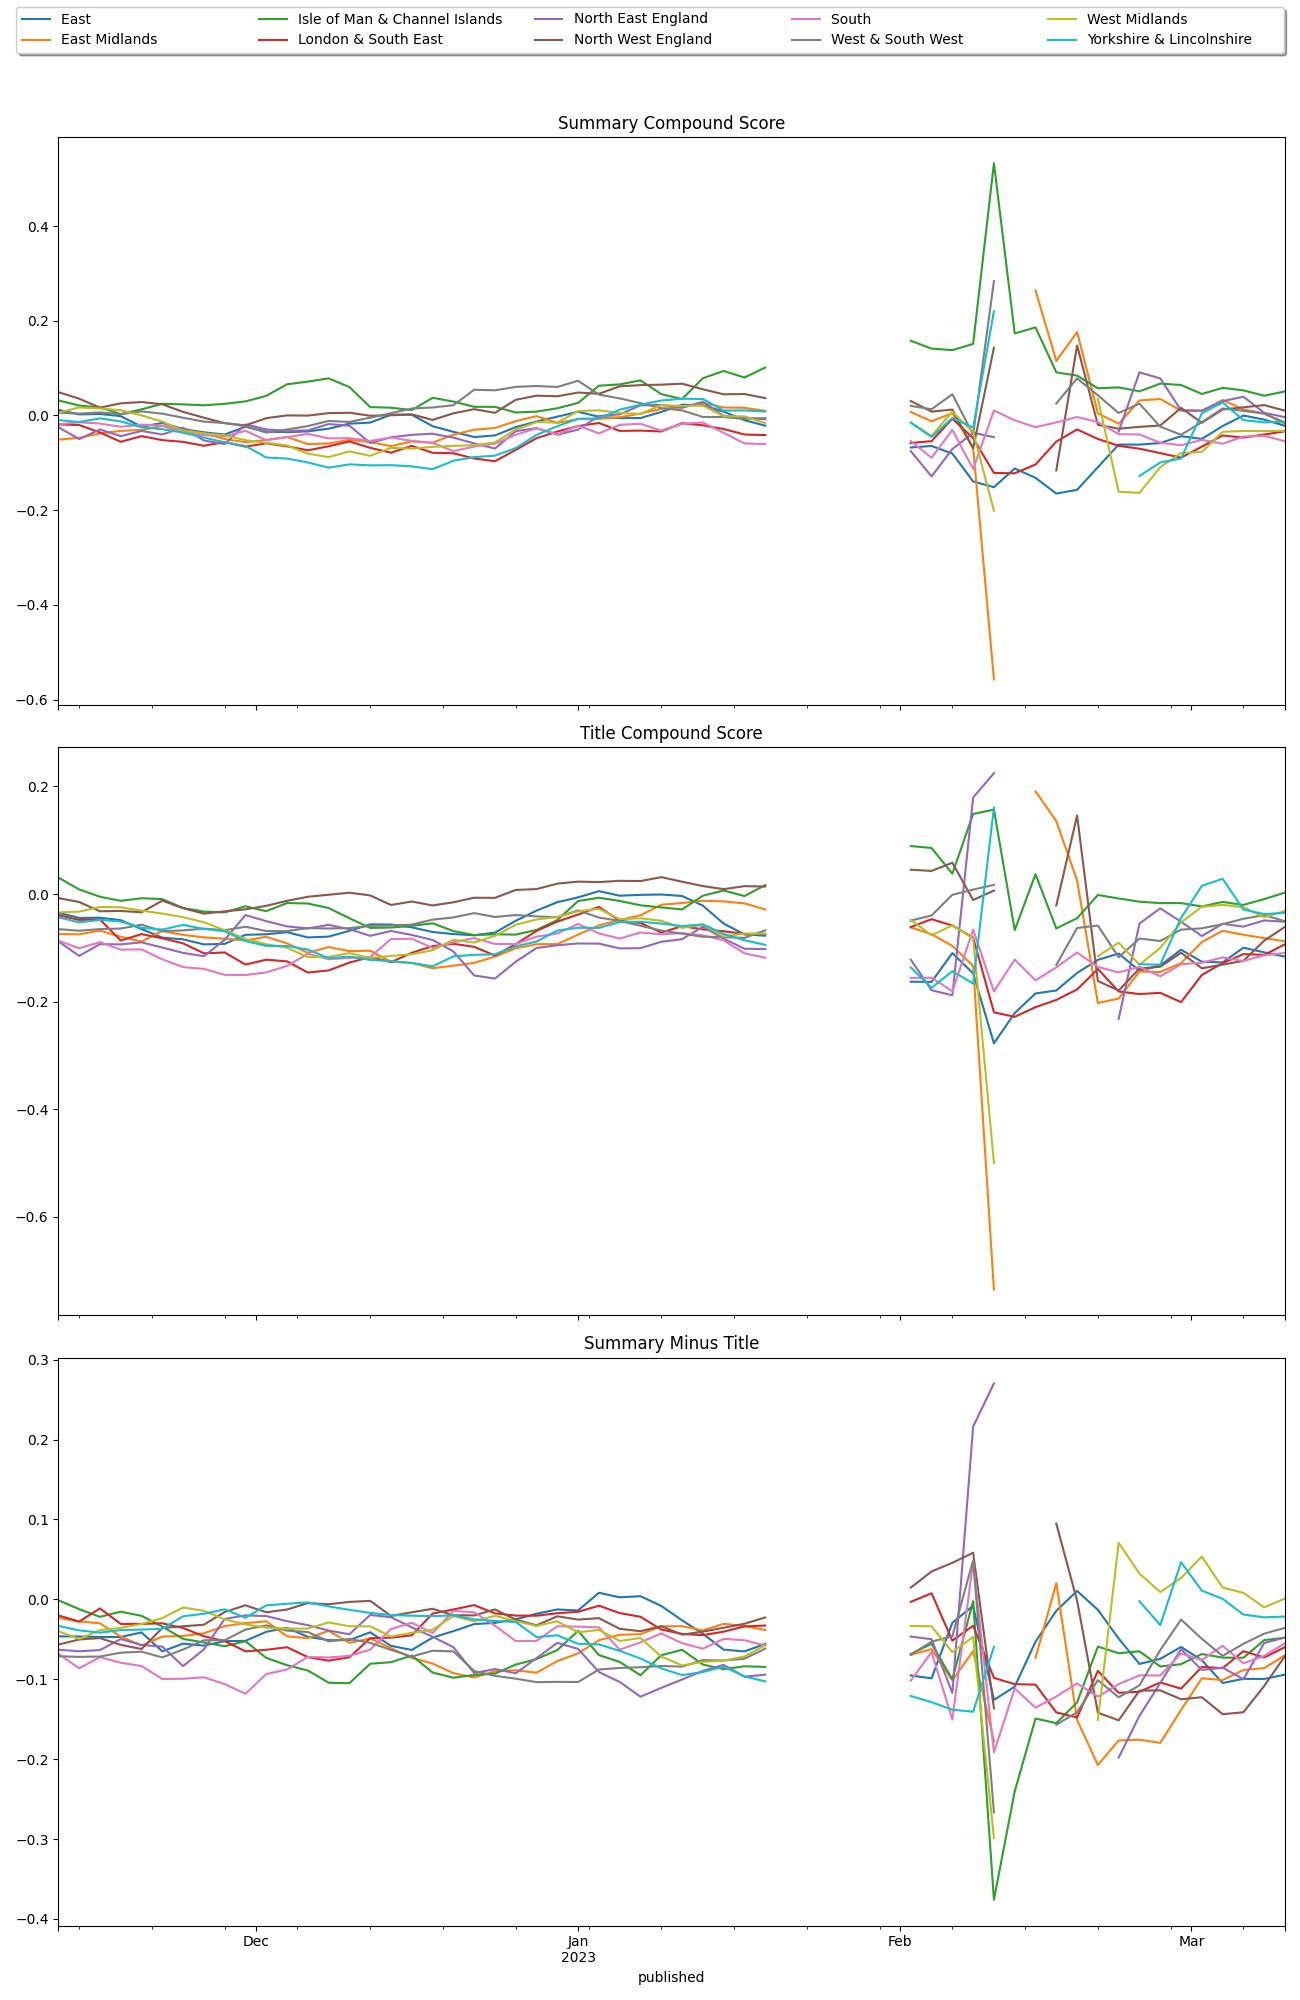 East Isle of Man & Channel Islands North East England South West Midlands
East Midlands London & South East North West England West & South West Yorkshire & Lincolnshire
Summary Compound Score
0.4
0.2
0.0
−0.2
−0.4
−0.6
Title Compound Score
0.2
0.0
−0.2
−0.4
−0.6
Summary Minus Title
0.3
0.2
0.1
0.0
−0.1
−0.2
−0.3
−0.4
Dec Jan Feb Mar
2023
published